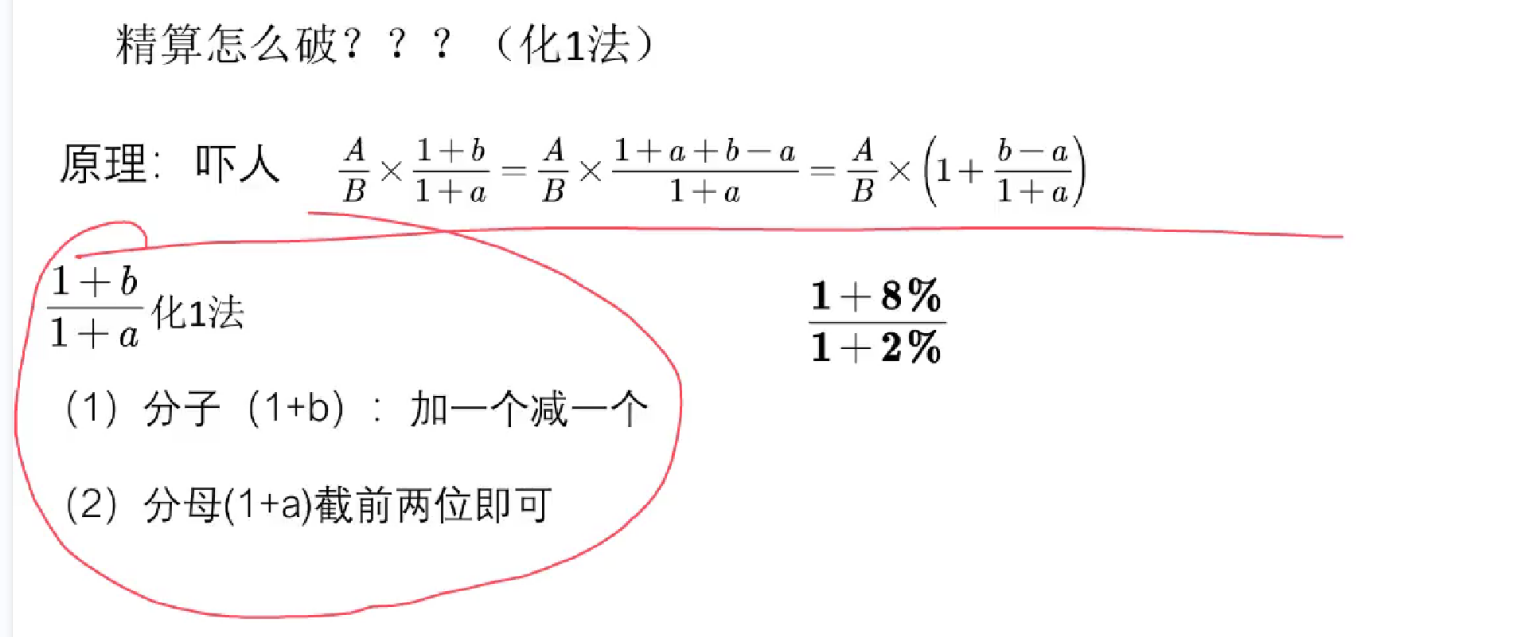 精算怎么破？？？（化1法）
原理：吓人 $\frac{A}{B} \times \frac{1+b}{1+a} = \frac{A}{B} \times \frac{1+a+b-a}{1+a} = \frac{A}{B} \times \left(1+\frac{b-a}{1+a}\right)$
$\frac{1+b}{1+a}$化1法
$\frac{1+8\%}{1+2\%}$
（1）分子（1+b）：加一个减一个
（2）分母(1+a)截前两位即可